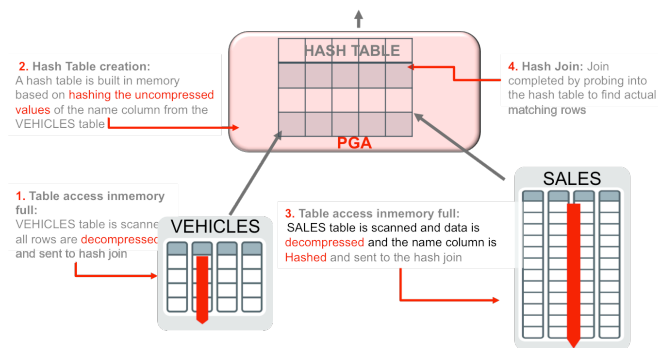 HASH TABLE
2. Hash Table creation:
A hash table is built in memory
based on hashing the uncompressed
values of the name column from the
VEHICLES table
4. Hash Join: Join
completed by probing into
the hash table to find actual
matching rows
PGA
1. Table access inmemory
full:
VEHICLES table is scanne
all rows are decompressed
and sent to hash join
VEHICLES
3. Table access inmemory full:
SALES table is scanned and data is
decompressed and the name column is
Hashed and sent to the hash join
SALES